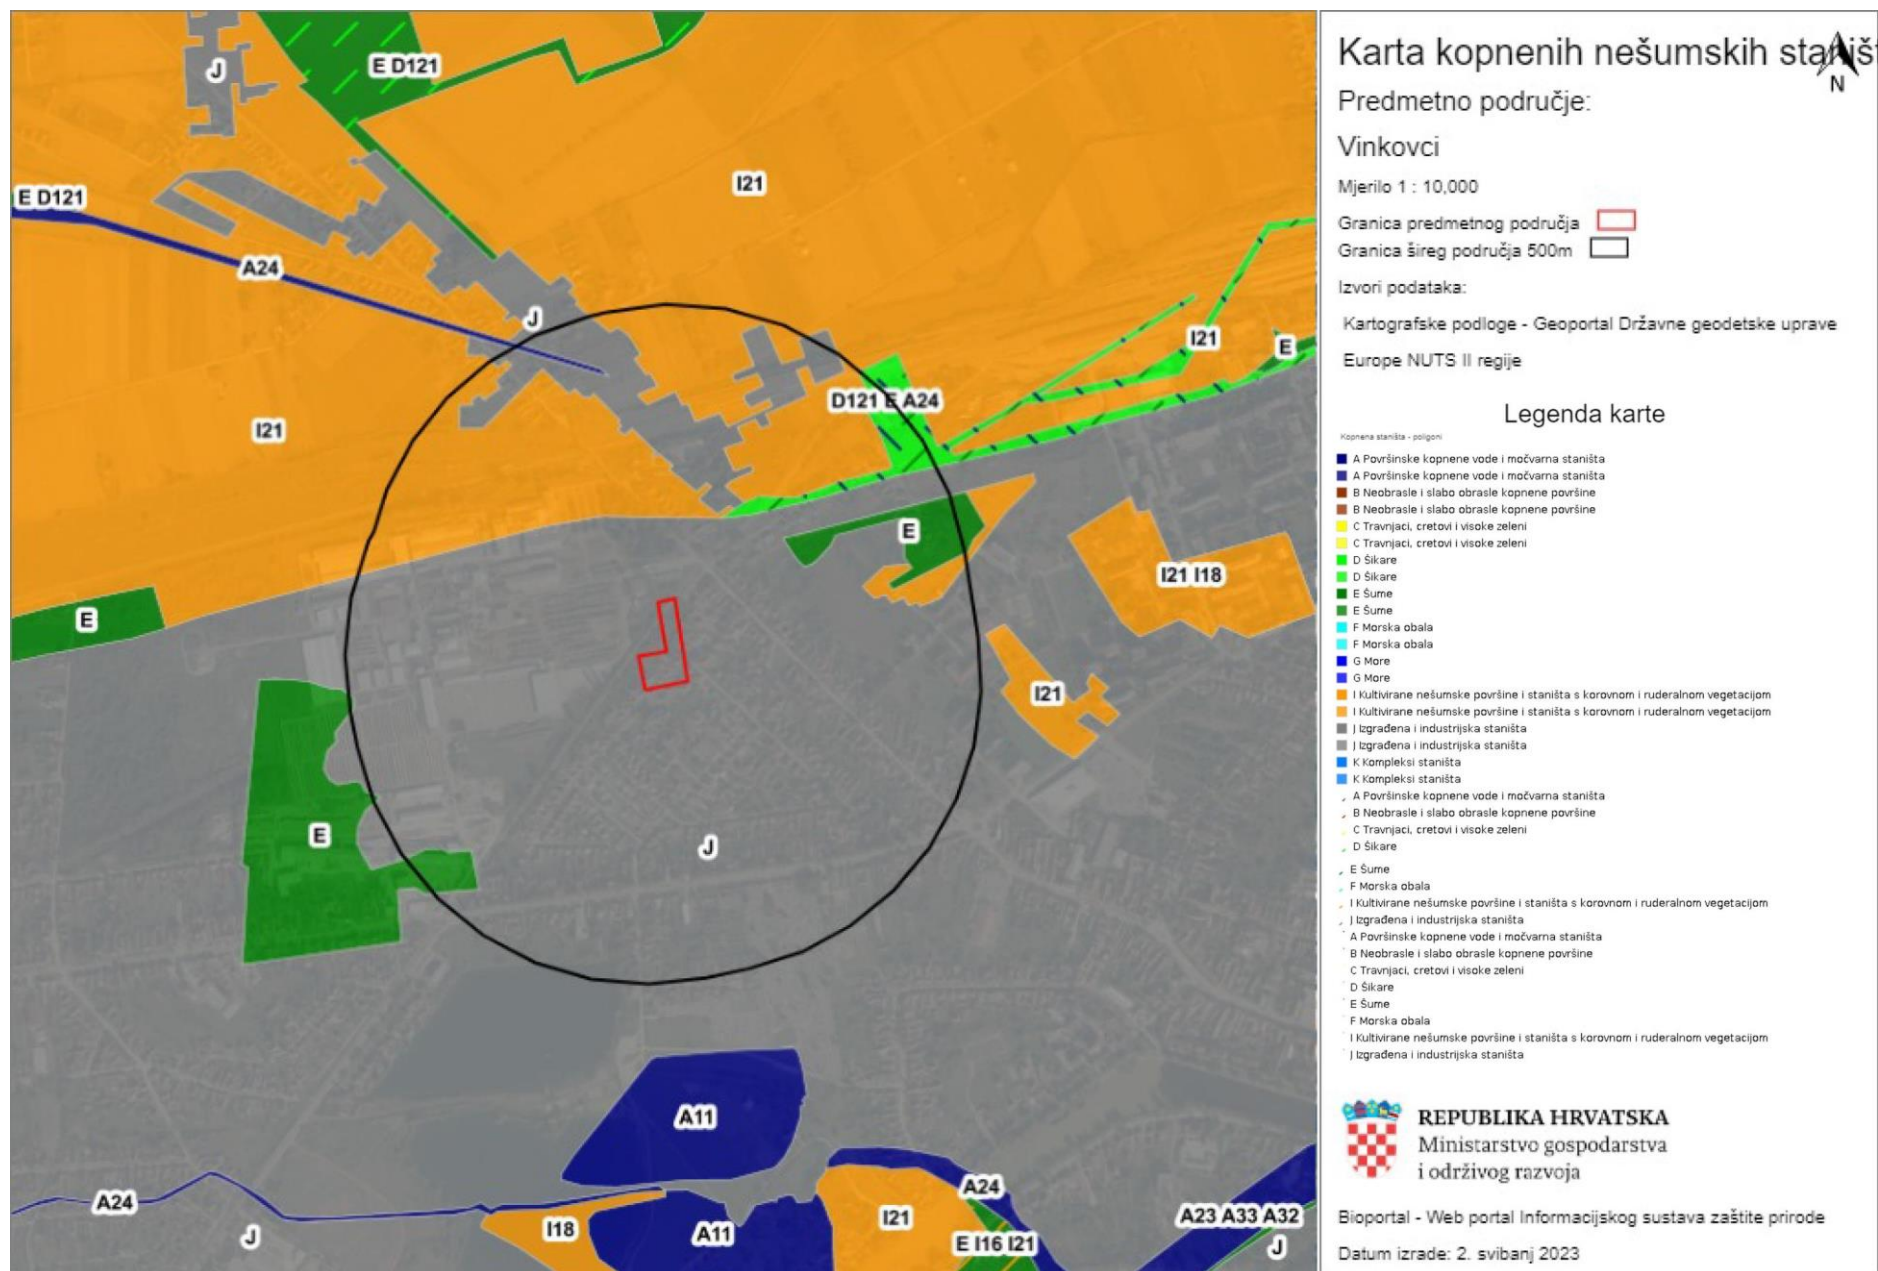 J
E D121
E D121
I21
A24
J
I21
E
D121 E A24
I21
E
I21 I18
E
I21
E
J
A11
A24
A24
I18
I21
A23 A33 A32
J
A11
E I16 I21
J
Karta kopnenih nešumskih staništ
N
Predmetno područje:
Vinkovci
Mjerilo 1 : 10,000
Granica predmetnog područja
Granica šireg područja 500m
Izvori podataka:
Kartografske podloge - Geoportal Državne geodetske uprave
Europe NUTS II regije
Legenda karte
Kopnena staništa - poligoni
A Površinske kopnene vode i močvarna staništa
A Površinske kopnene vode i močvarna staništa
B Neobrasle i slabo obrasle kopnene površine
B Neobrasle i slabo obrasle kopnene površine
C Travnjaci, cretovi i visoke zeleni
C Travnjaci, cretovi i visoke zeleni
D Šikare
D Šikare
E Šume
E Šume
F Morska obala
F Morska obala
G More
G More
I Kultivirane nešumske površine i staništa s korovnom i ruderalnom vegetacijom
I Kultivirane nešumske površine i staništa s korovnom i ruderalnom vegetacijom
J Izgrađena i industrijska staništa
J Izgrađena i industrijska staništa
K Kompleksi staništa
K Kompleksi staništa
A Površinske kopnene vode i močvarna staništa
B Neobrasle i slabo obrasle kopnene površine
C Travnjaci, cretovi i visoke zeleni
D Šikare
E Šume
F Morska obala
I Kultivirane nešumske površine i staništa s korovnom i ruderalnom vegetacijom
J Izgrađena i industrijska staništa
A Površinske kopnene vode i močvarna staništa
B Neobrasle i slabo obrasle kopnene površine
C Travnjaci, cretovi i visoke zeleni
D Šikare
E Šume
F Morska obala
I Kultivirane nešumske površine i staništa s korovnom i ruderalnom vegetacijom
J Izgrađena i industrijska staništa
REPUBLIKA HRVATSKA
Ministarstvo gospodarstva
i održivog razvoja
Bioportal - Web portal Informacijskog sustava zaštite prirode
Datum izrade: 2. svibanj 2023